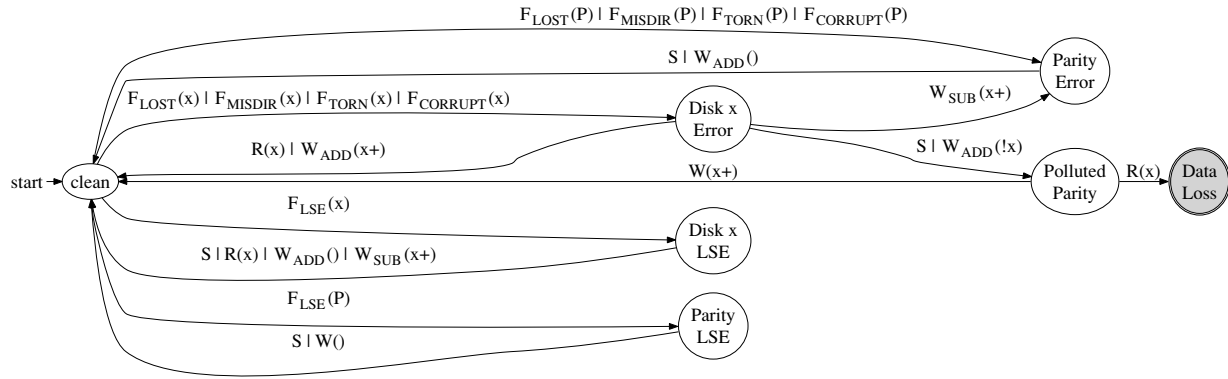 F_LOST(P) | F_MISDIR(P) | F_TORN(P) | F_CORRUPT(P)
S | W_ADD()
Parity
Error
F_LOST(x) | F_MISDIR(x) | F_TORN(x) | F_CORRUPT(x)
W_SUB(x+)
Disk x
Error
R(x) | W_ADD(x+)
S | W_ADD(!x)
start
clean
W(x+)
Polluted
Parity
R(x)
Data
Loss
F_LSE(x)
Disk x
LSE
S | R(x) | W_ADD() | W_SUB(x+)
F_LSE(P)
Parity
LSE
S | W()